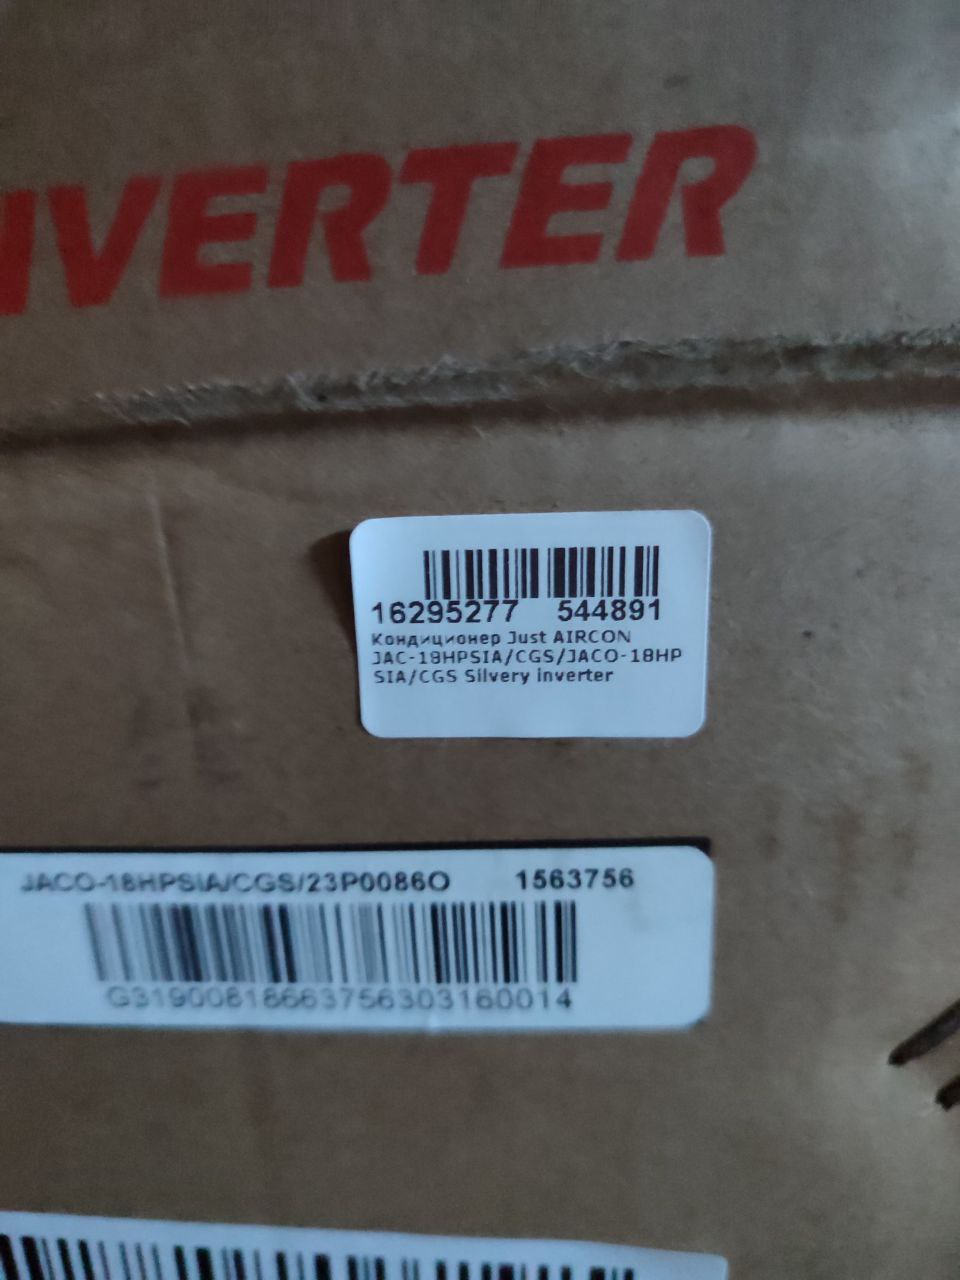 INVERTER
16295277 544891
Кондиционер Just AIRCON
JAC-18HPSIA/CGS/JACO-18HP
SIA/CGS Silvery inverter
JACO-18HPSIA/CGS/23P0086O 1563756
G31900818663756303160014